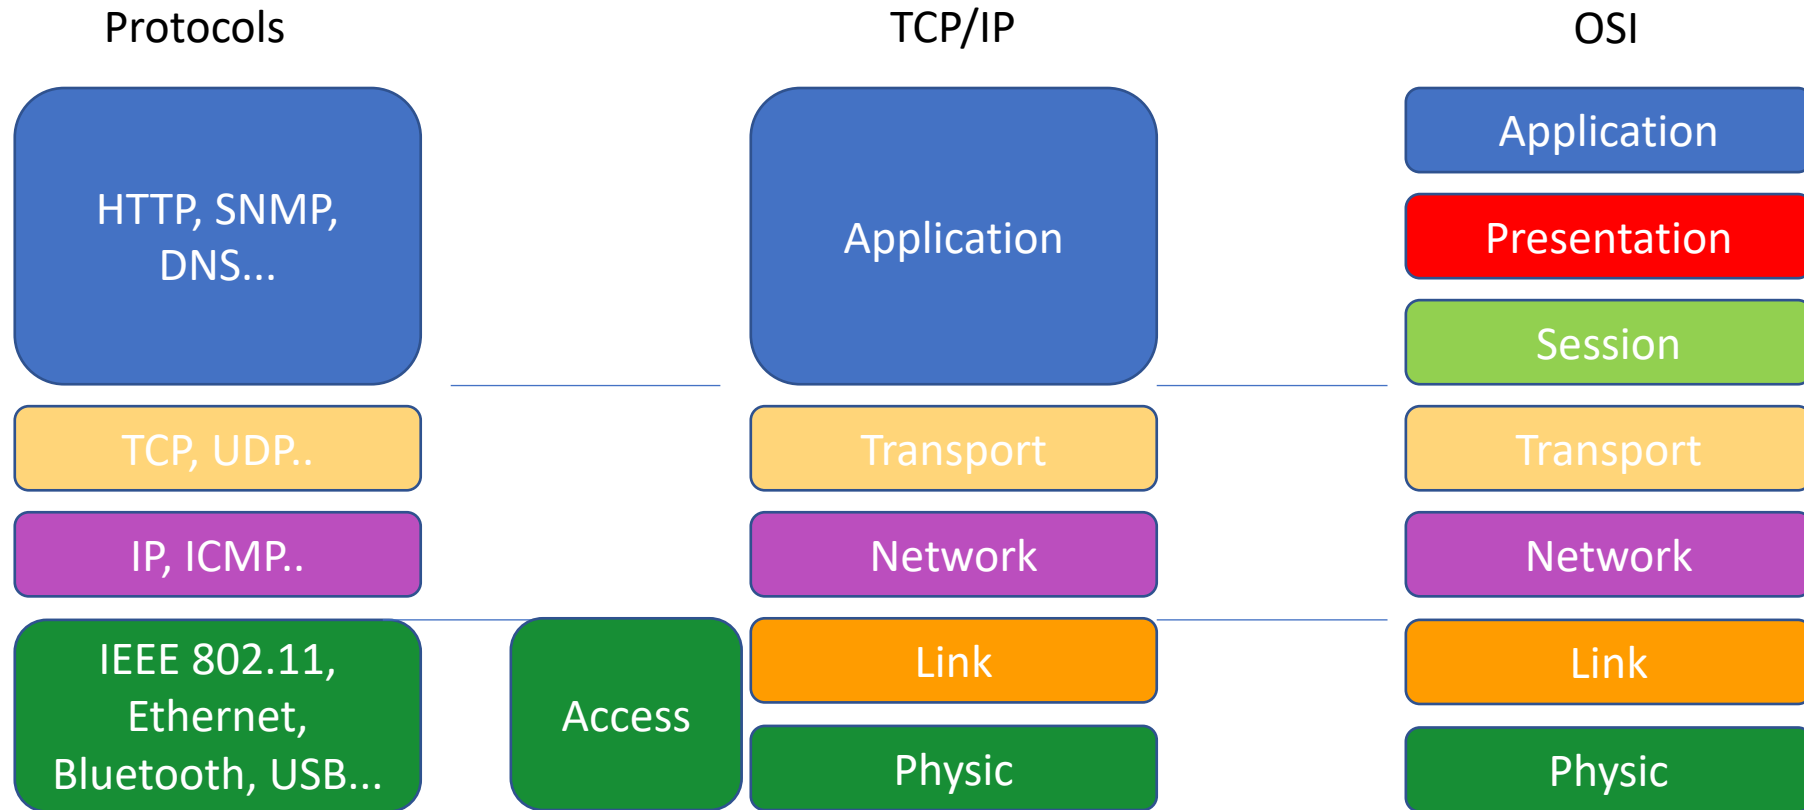 Protocols
TCP/IP
OSI
HTTP, SNMP,
DNS...
Application
Application
Presentation
Session
TCP, UDP..
Transport
Transport
IP, ICMP..
Network
Network
IEEE 802.11,
Ethernet,
Bluetooth, USB...
Access
Link
Physic
Link
Physic